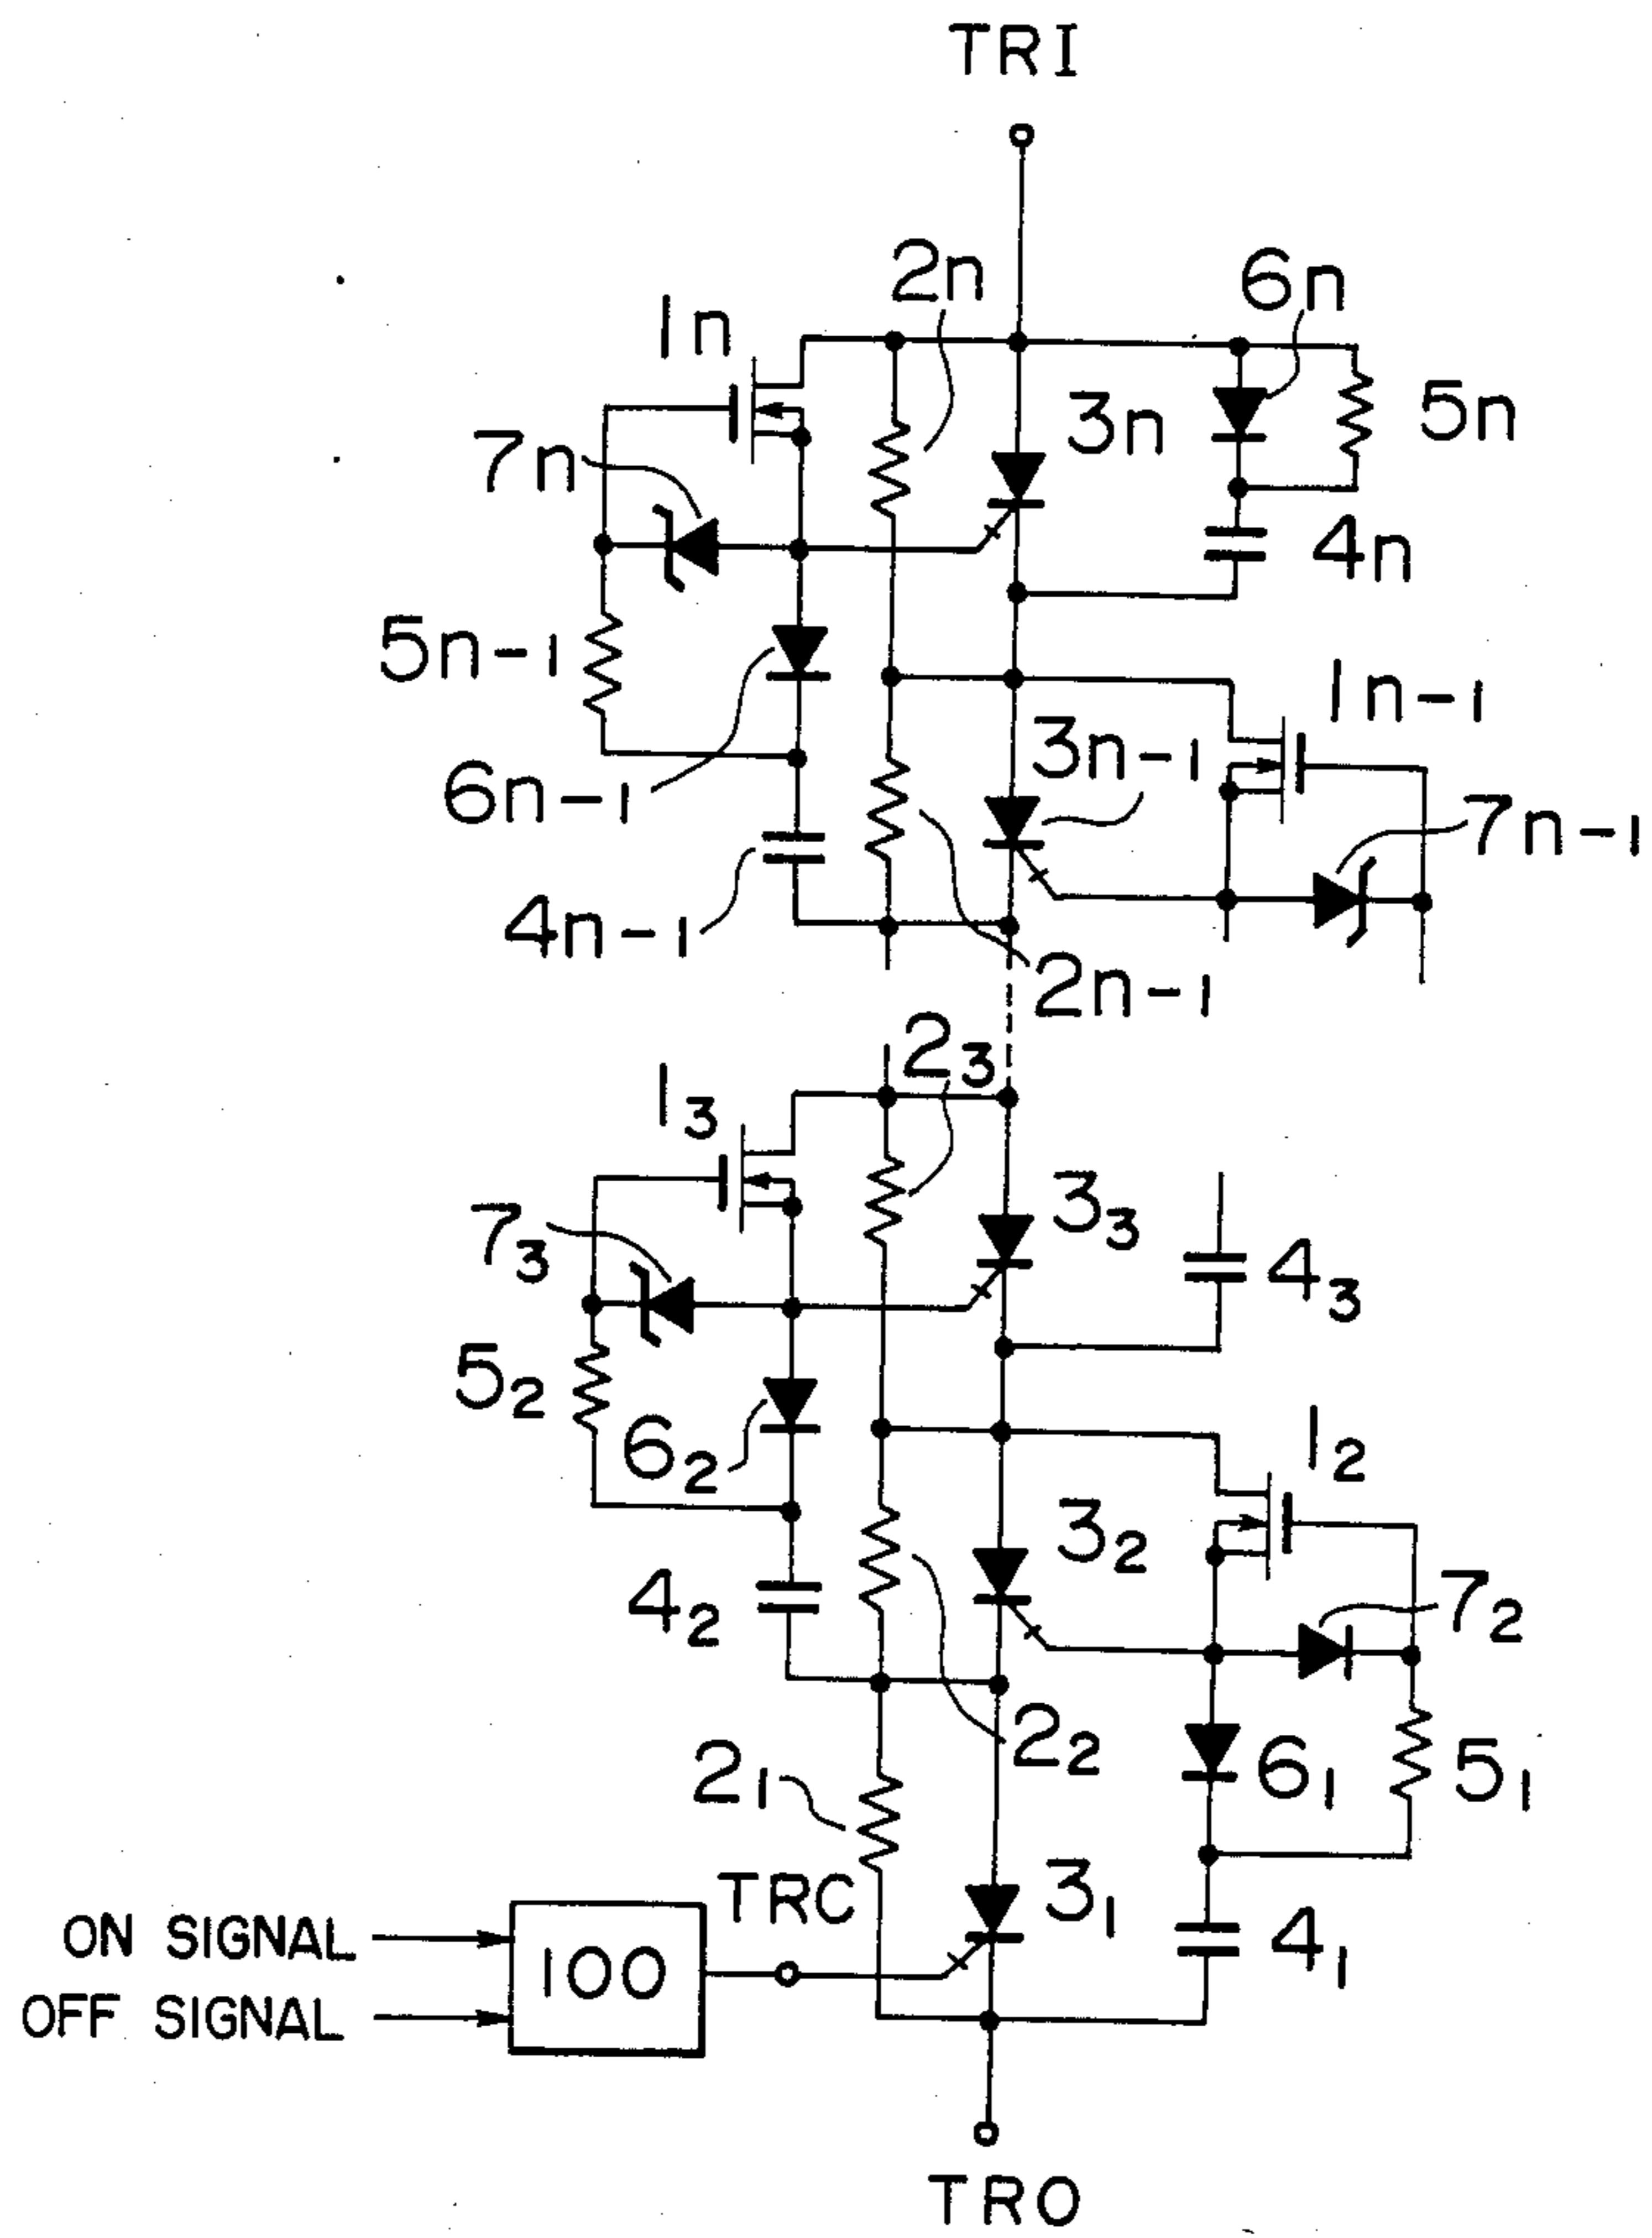 TRI
2n
6n
1n
3n
5n
7n
4n
5n-1
1n-1
3n-1
6n-1
7n-1
4n-1
2n-1
2₃
1₃
3₃
7₃
4₃
5₂
1₂
6₂
3₂
4₂
7₂
2₂
2₁
6₁
5₁
TRC
3₁
ON SIGNAL
100
4₁
OFF SIGNAL
TRO